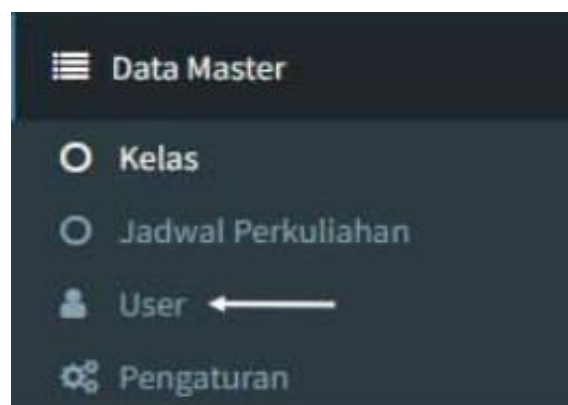 Data Master
Kelas
Jadwal Perkuliahan
User
Pengaturan